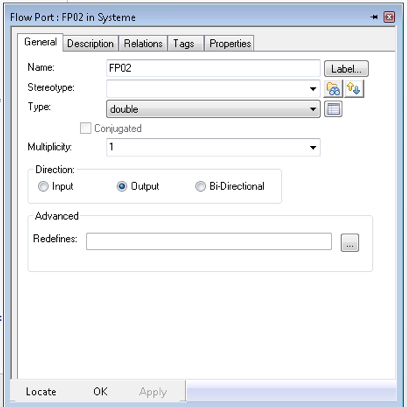 Flow Port : FP02 in Systeme
General Description Relations Tags Properties
Name: FP02 Label...
Stereotype:
Type: double
Conjugated
Multiplicity: 1
Direction:
Input Output Bi-Directional
Advanced
Redefines: ...
Locate OK Apply